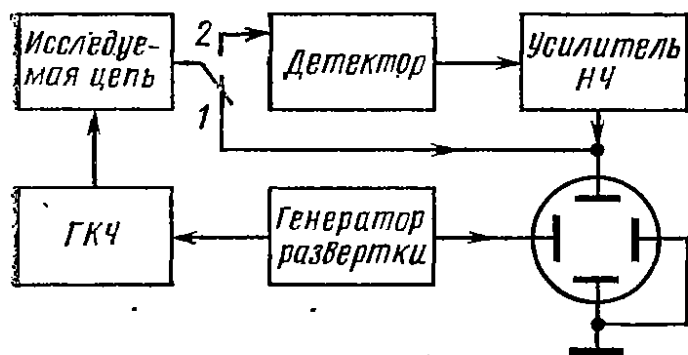 Исследуе-
мая цепь
2
1
Детектор
Усилитель
НЧ
ГКЧ
Генератор
развертки